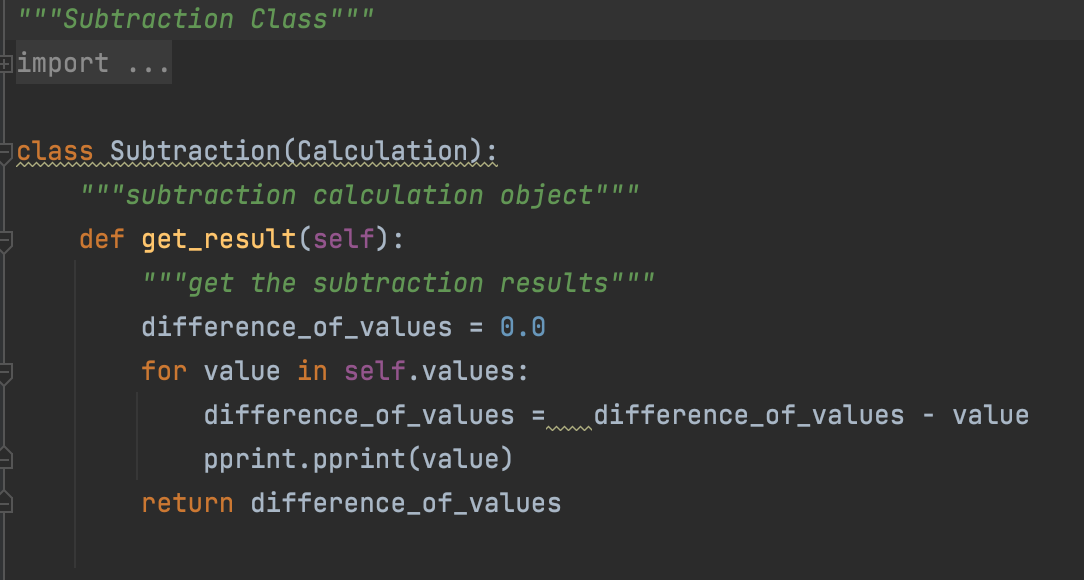 """Subtraction Class"""
import ...
class Subtraction(Calculation):
    """subtraction calculation object"""
    def get_result(self):
        """get the subtraction results"""
        difference_of_values = 0.0
        for value in self.values:
            difference_of_values =   difference_of_values - value
            pprint.pprint(value)
        return difference_of_values